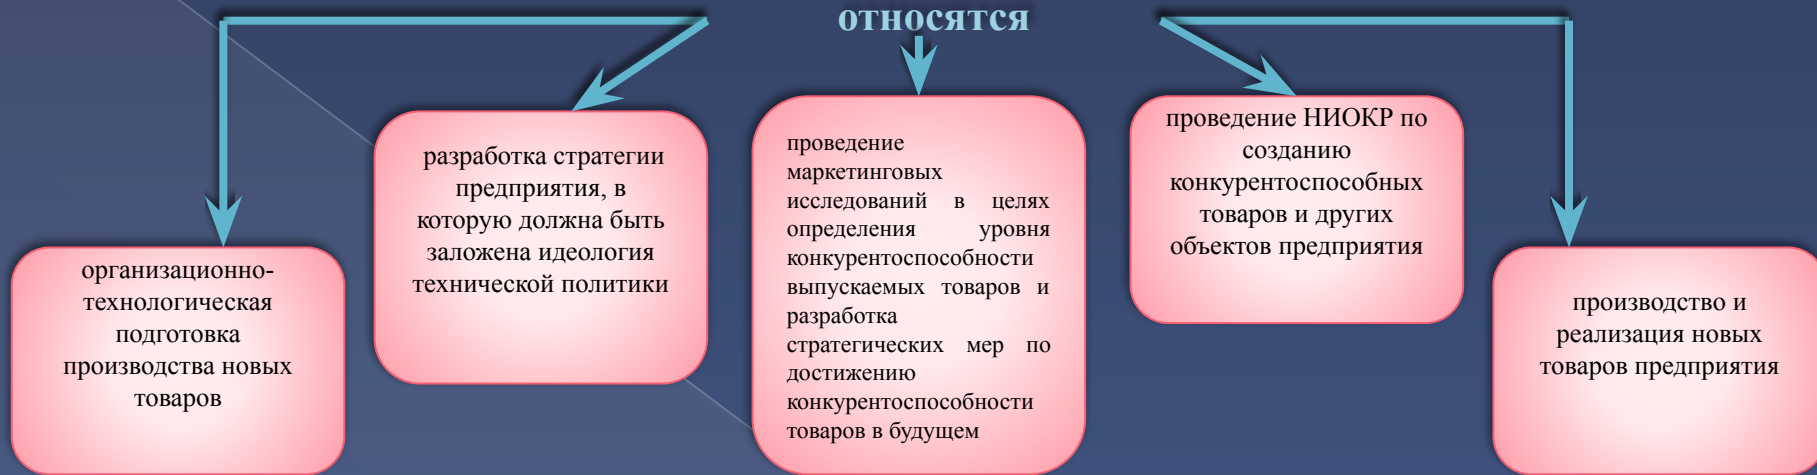 относятся
организационно-
технологическая
подготовка
производства новых
товаров
разработка стратегии
предприятия, в
которую должна быть
заложена идеология
технической политики
проведение
маркетинговых
исследований в целях
определения уровня
конкурентоспособности
выпускаемых товаров и
разработка
стратегических мер по
достижению
конкурентоспособности
товаров в будущем
проведение НИОКР по
созданию
конкурентоспособных
товаров и других
объектов предприятия
производство и
реализация новых
товаров предприятия